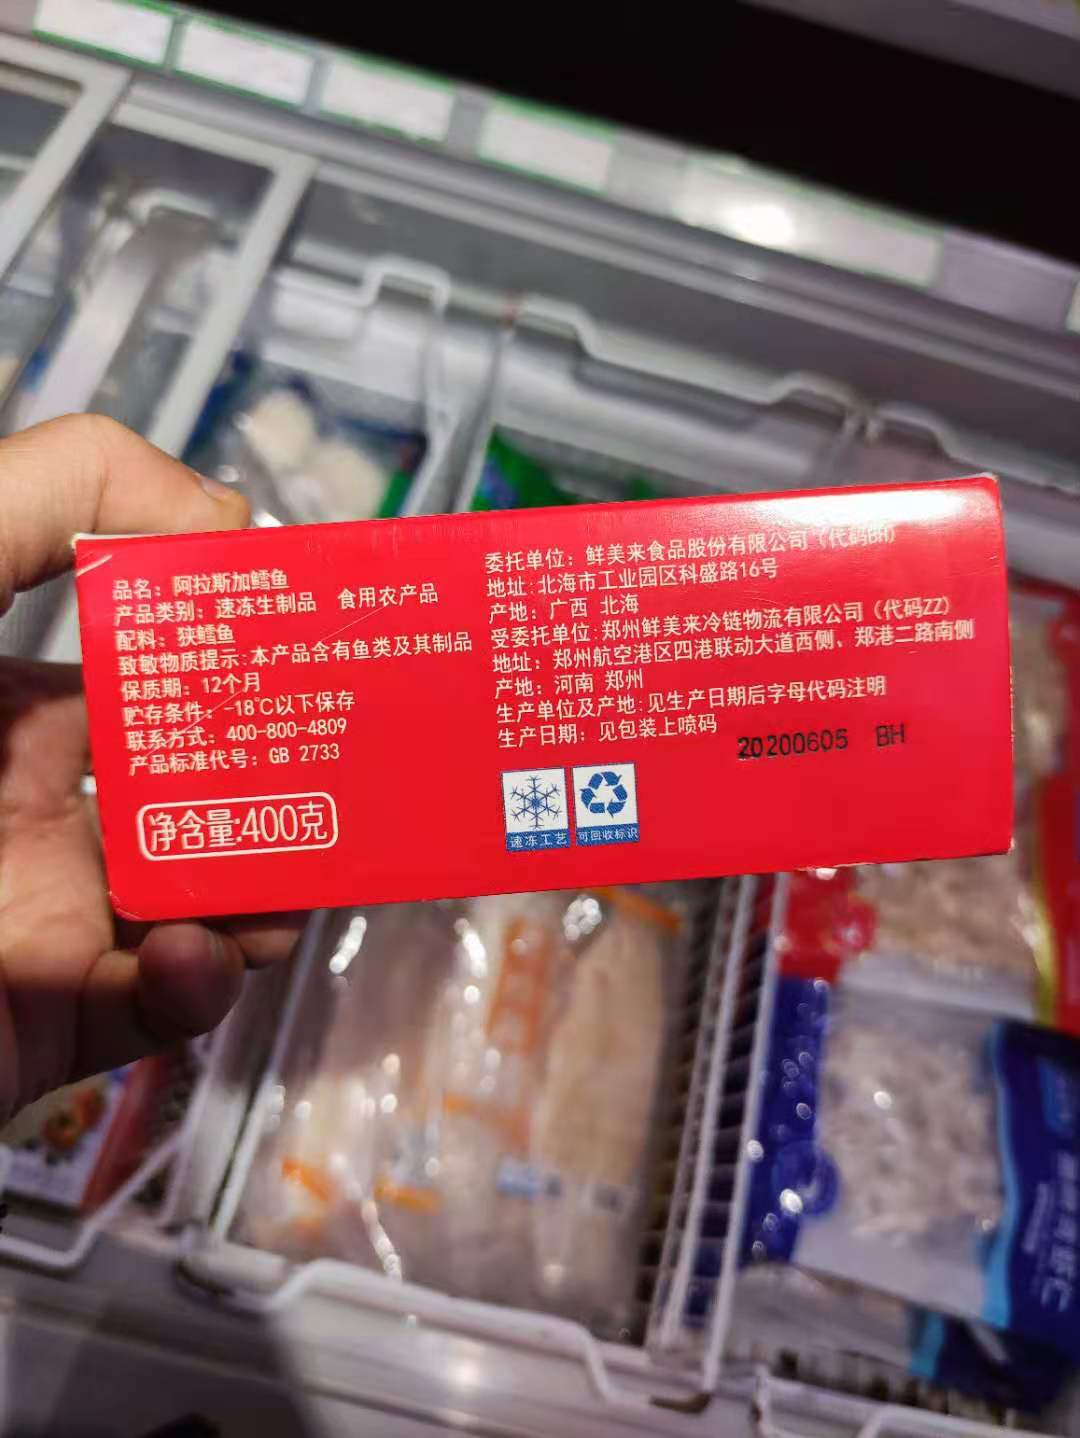 品名：阿拉斯加鳕鱼
产品类别：速冻生制品 食用农产品
配料：狭鳕鱼
致敏物质提示：本产品含有鱼类及其制品
保质期：12个月
贮存条件：-18℃以下保存
联系方式：400-800-4809
产品标准代号：GB 2733
净含量:400克
委托单位：鲜美来食品股份有限公司（代码BH）
地址：北海市工业园区科盛路16号
产地：广西 北海
受委托单位：郑州鲜美来冷链物流有限公司（代码ZZ）
地址：郑州航空港区四港联动大道西侧、郑港二路南侧
产地：河南 郑州
生产单位及产地：见生产日期后字母代码注明
生产日期：见包装上喷码
20200605 BH
速冻工艺
可回收标识